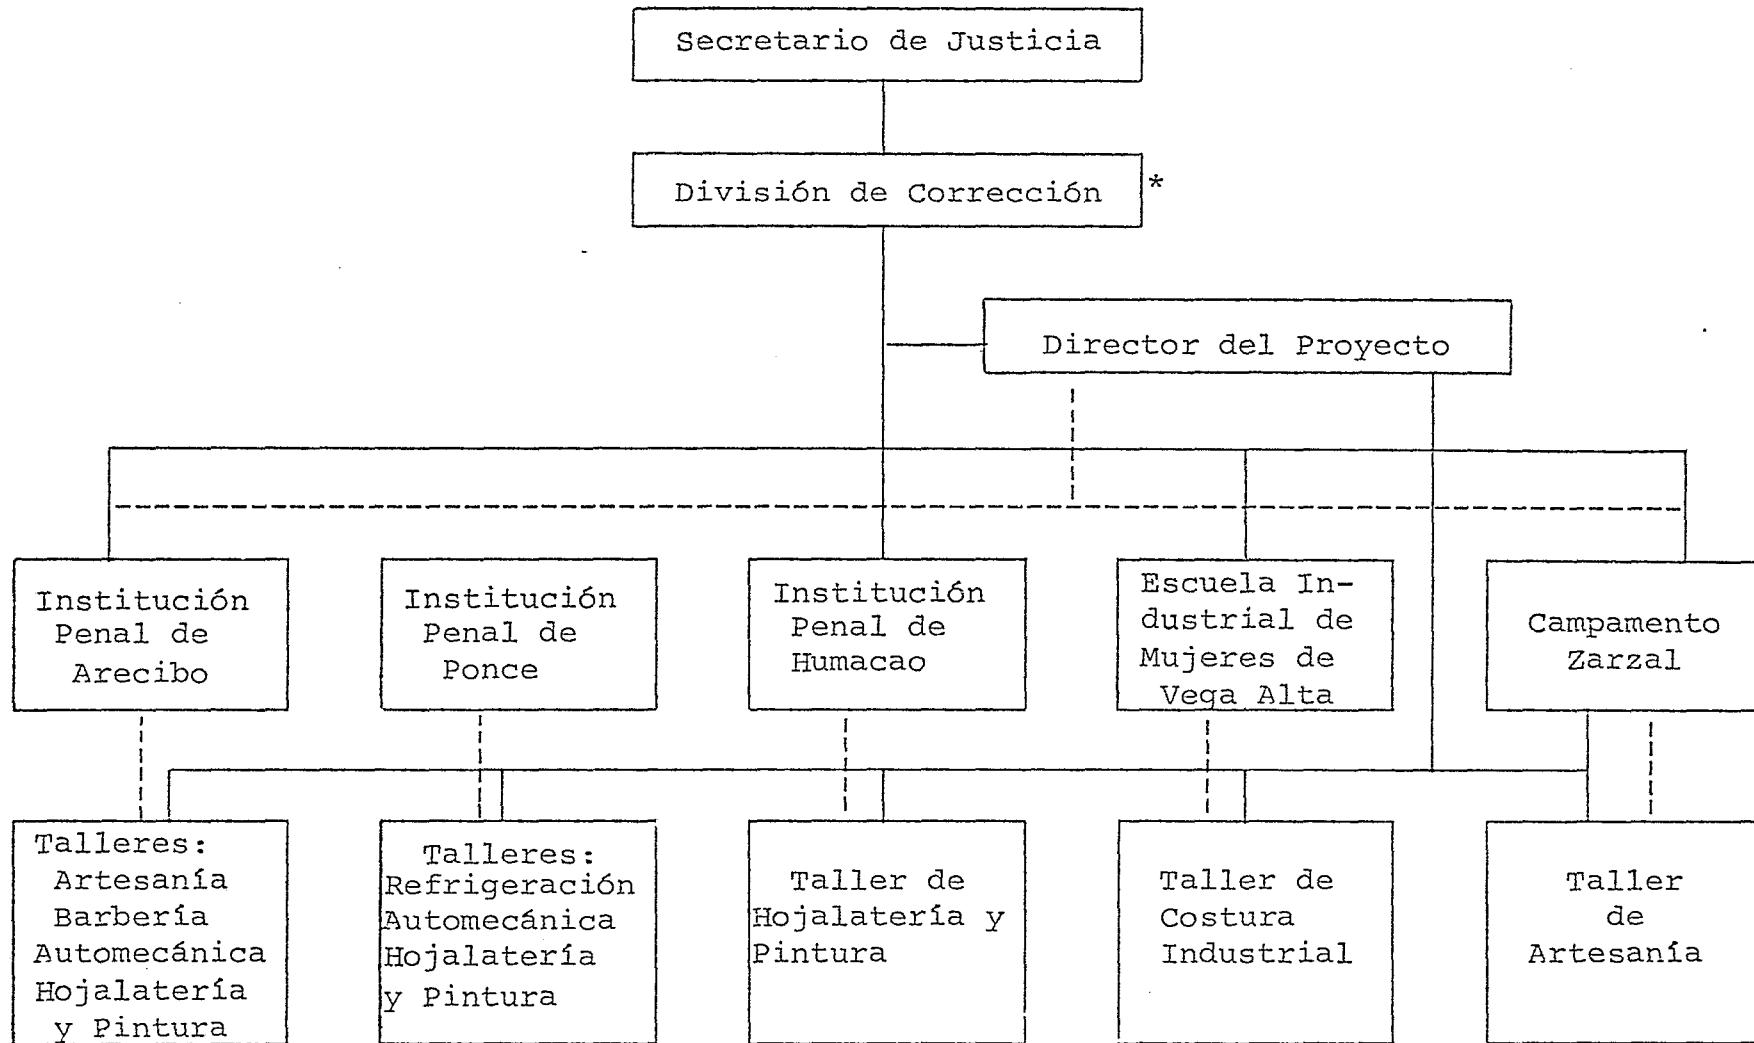 Secretario de Justicia
División de Corrección *
Director del Proyecto
Institución
Penal de
Arecibo
Institución
Penal de
Ponce
Institución
Penal de
Humacao
Escuela In-
dustrial de
Mujeres de
Vega Alta
Campamento
Zarzal
Talleres:
Artesanía
Barbería
Automecánica
Hojalatería
y Pintura
Talleres:
Refrigeración
Automecánica
Hojalatería
y Pintura
Taller de
Hojalatería y
Pintura
Taller de
Costura
Industrial
Taller
de
Artesanía